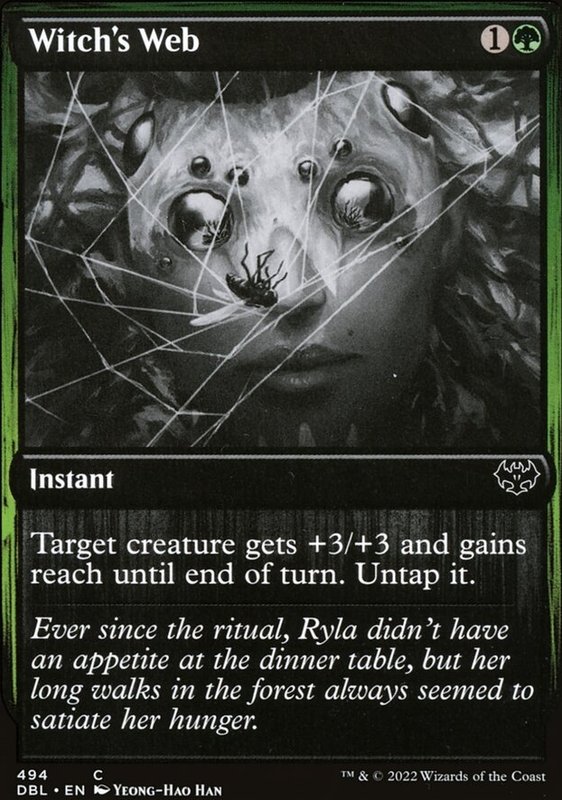 Witch's Web
1
Instant
Target creature gets +3/+3 and gains
reach until end of turn. Untap it.
Ever since the ritual, Ryla didn't have
an appetite at the dinner table, but her
long walks in the forest always seemed to
satiate her hunger.
494 C
DBL • EN Yeong-Hao Han
™ & © 2022 Wizards of the Coast